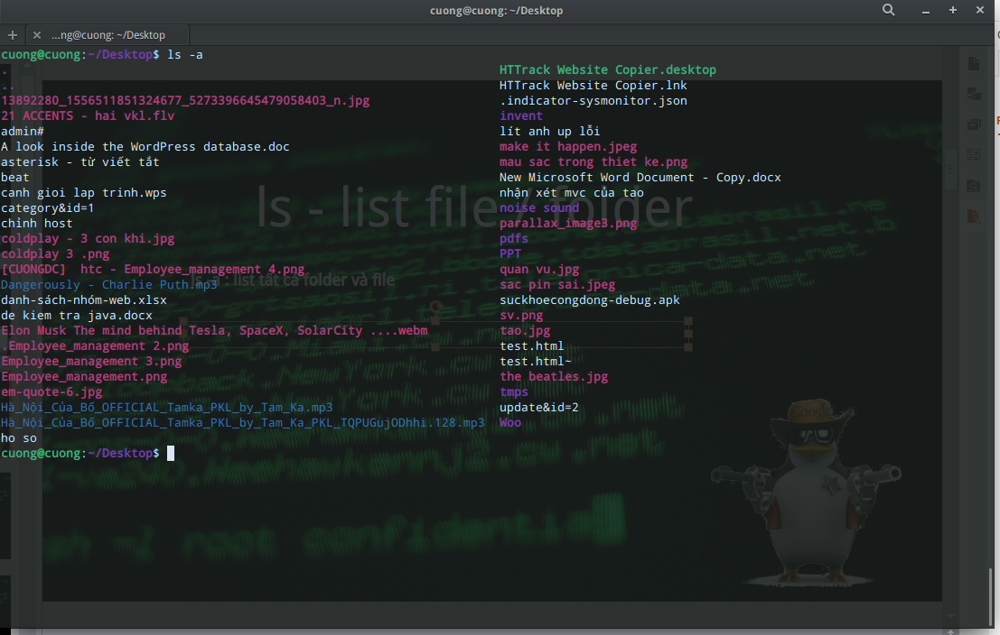 cuong@cuong: ~/Desktop
...ng@cuong: ~/Desktop
cuong@cuong:~/Desktop$ ls -a
.
..
13892280_1556511851324677_5273396645479058403_n.jpg
21 ACCENTS - hai vkl.flv
admin#
A look inside the WordPress database.doc
asterisk - từ viết tắt
beat
canh gioi lap trinh.wps
category&id=1
chinh host
coldplay - 3 con khi.jpg
coldplay 3 .png
[CUONGDC]  htc - Employee_management 4.png
Dangerously - Charlie Puth.mp3
danh-sách-nhóm-web.xlsx
de kiem tra java.docx
Elon Musk The mind behind Tesla, SpaceX, SolarCity ....webm
.Employee_management 2.png
Employee_management 3.png
Employee_management.png
em-quote-6.jpg
Hà_Nội_Của_Bố_OFFICIAL_Tamka_PKL_by_Tam_Ka.mp3
Hà_Nội_Của_Bố_OFFICIAL_Tamka_PKL_by_Tam_Ka_PKL_TQPUGujODhhi.128.mp3
ho so
HTTrack Website Copier.desktop
HTTrack Website Copier.lnk
.indicator-sysmonitor.json
invent
lít anh up lỗi
make it happen.jpeg
mau sac trong thiet ke.png
New Microsoft Word Document - Copy.docx
nhận xét mvc của tao
noise sound
parallax_image3.png
pdfs
PPT
quan vu.jpg
sac pin sai.jpeg
suckhoecongdong-debug.apk
sv.png
tao.jpg
test.html
test.html~
the beatles.jpg
tmps
update&id=2
Woo
cuong@cuong:~/Desktop$
ls - list file / folder
ls -a : list tất cả folder và file
root confidential